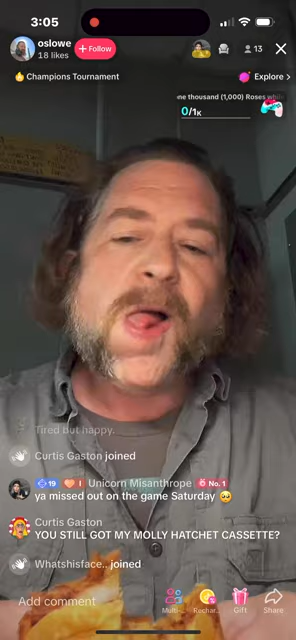 3:05
oslowe
+ Follow
13
18 likes
Champions Tournament
Explore >
ne thousand (1,000) Roses
0/1K
Tired but happy.
Curtis Gaston joined
19 1 Unicorn Misanthrope No. 1
ya missed out on the game Saturday 🥺
Curtis Gaston
YOU STILL GOT MY MOLLY HATCHET CASSETTE?
Whatshisface.. joined
Add comment
Multi-...
Rechar...
Gift
Share